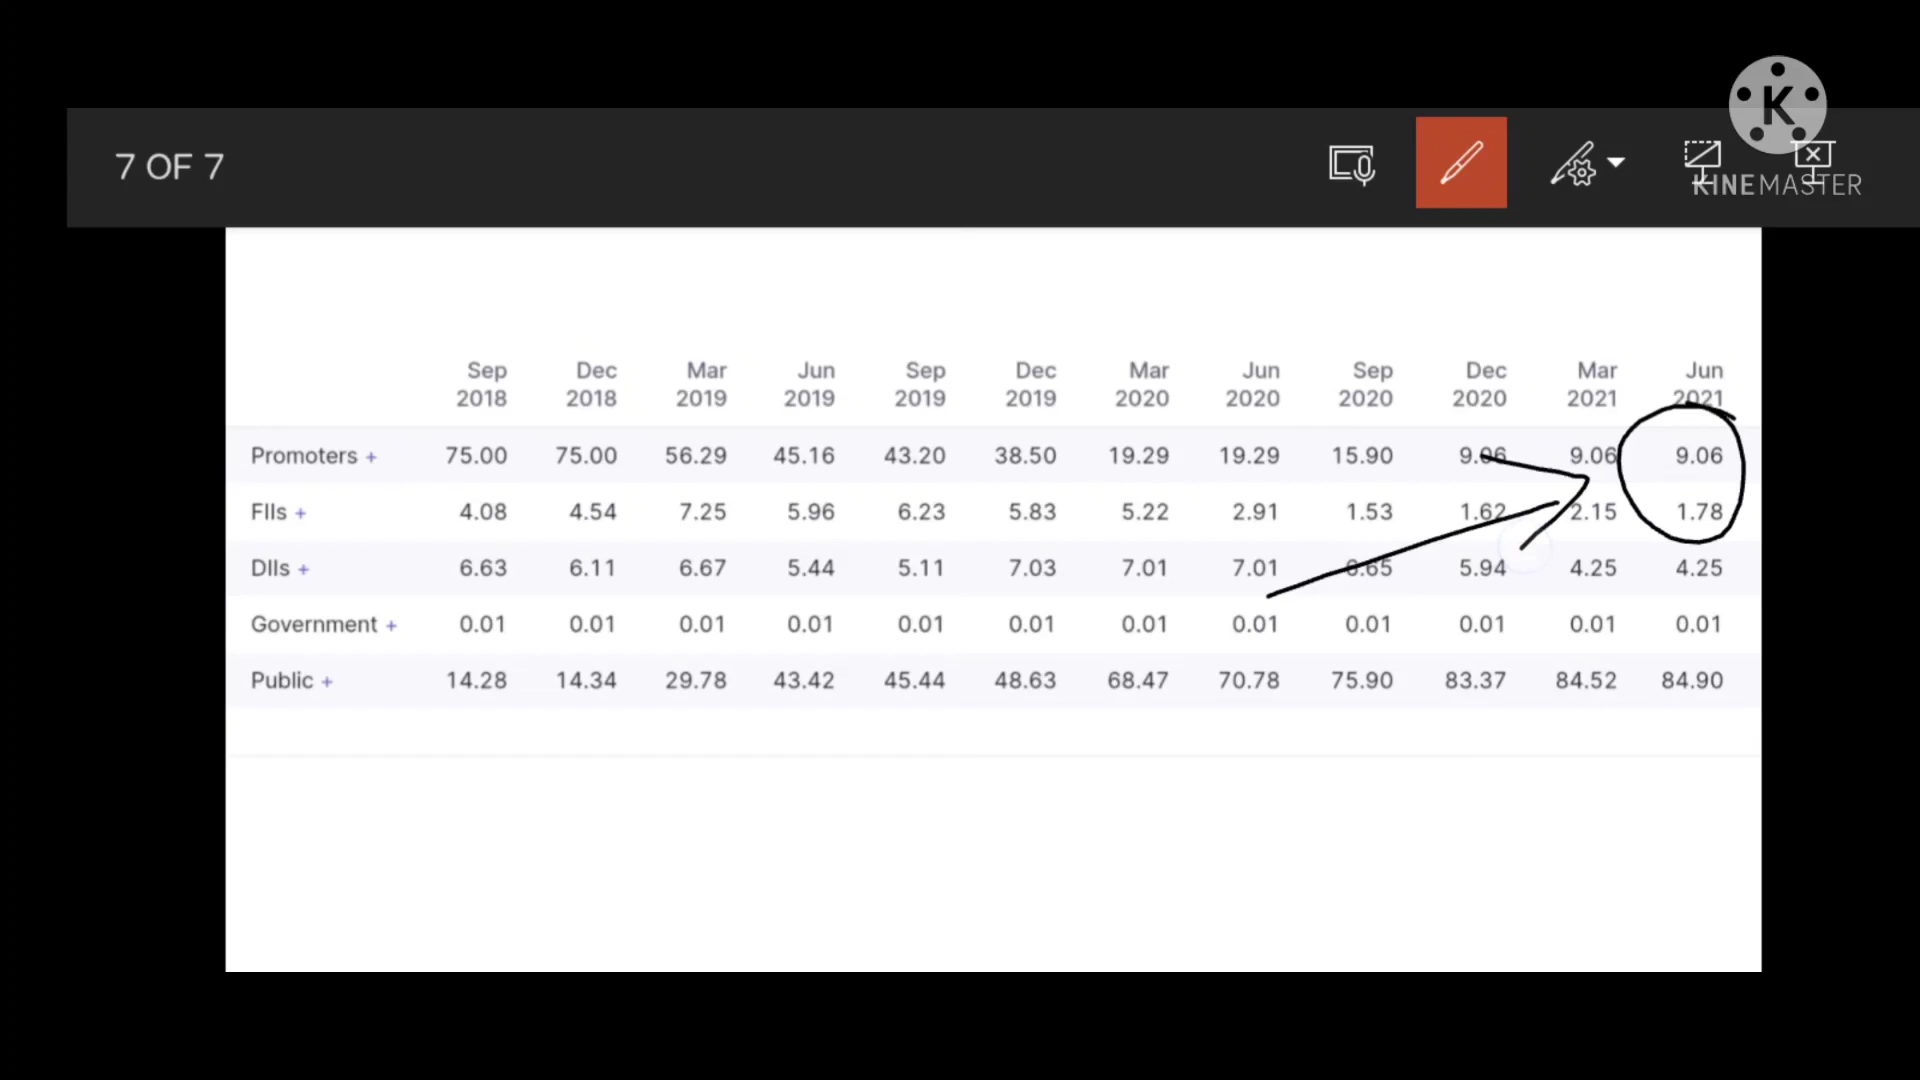 7 OF 7
K
KINEMASTER
Sep Dec Mar Jun Sep Dec Mar Jun Sep Dec Mar Jun
2018 2018 2019 2019 2019 2019 2020 2020 2020 2020 2021 2021
Promoters + 75.00 75.00 56.29 45.16 43.20 38.50 19.29 19.29 15.90 9.06 9.06 9.06
FIIs + 4.08 4.54 7.25 5.96 6.23 5.83 5.22 2.91 1.53 1.62 2.15 1.78
DIIs + 6.63 6.11 6.67 5.44 5.11 7.03 7.01 7.01 6.65 5.94 4.25 4.25
Government + 0.01 0.01 0.01 0.01 0.01 0.01 0.01 0.01 0.01 0.01 0.01 0.01
Public + 14.28 14.34 29.78 43.42 45.44 48.63 68.47 70.78 75.90 83.37 84.52 84.90